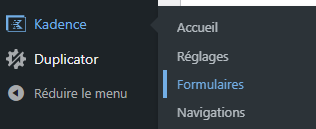 Kadence
Duplicator
Réduire le menu
Accueil
Réglages
Formulaires
Navigations